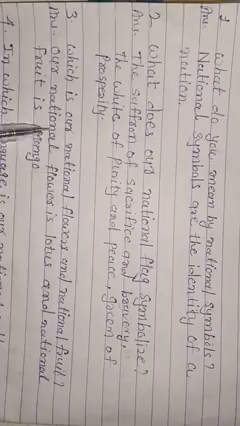 1 What do you mean by national symbols?
Ans. National symbols are the identity of a
nation.
2 What does our national flag symbolize?
Ans. The saffron of sacrifice and bravery,
the white of purity and peace, green of
prosperity.
3 Which is our national flower and national fruit?
Ans. Our national flower is lotus and national
fruit is mango
4. In which language is our